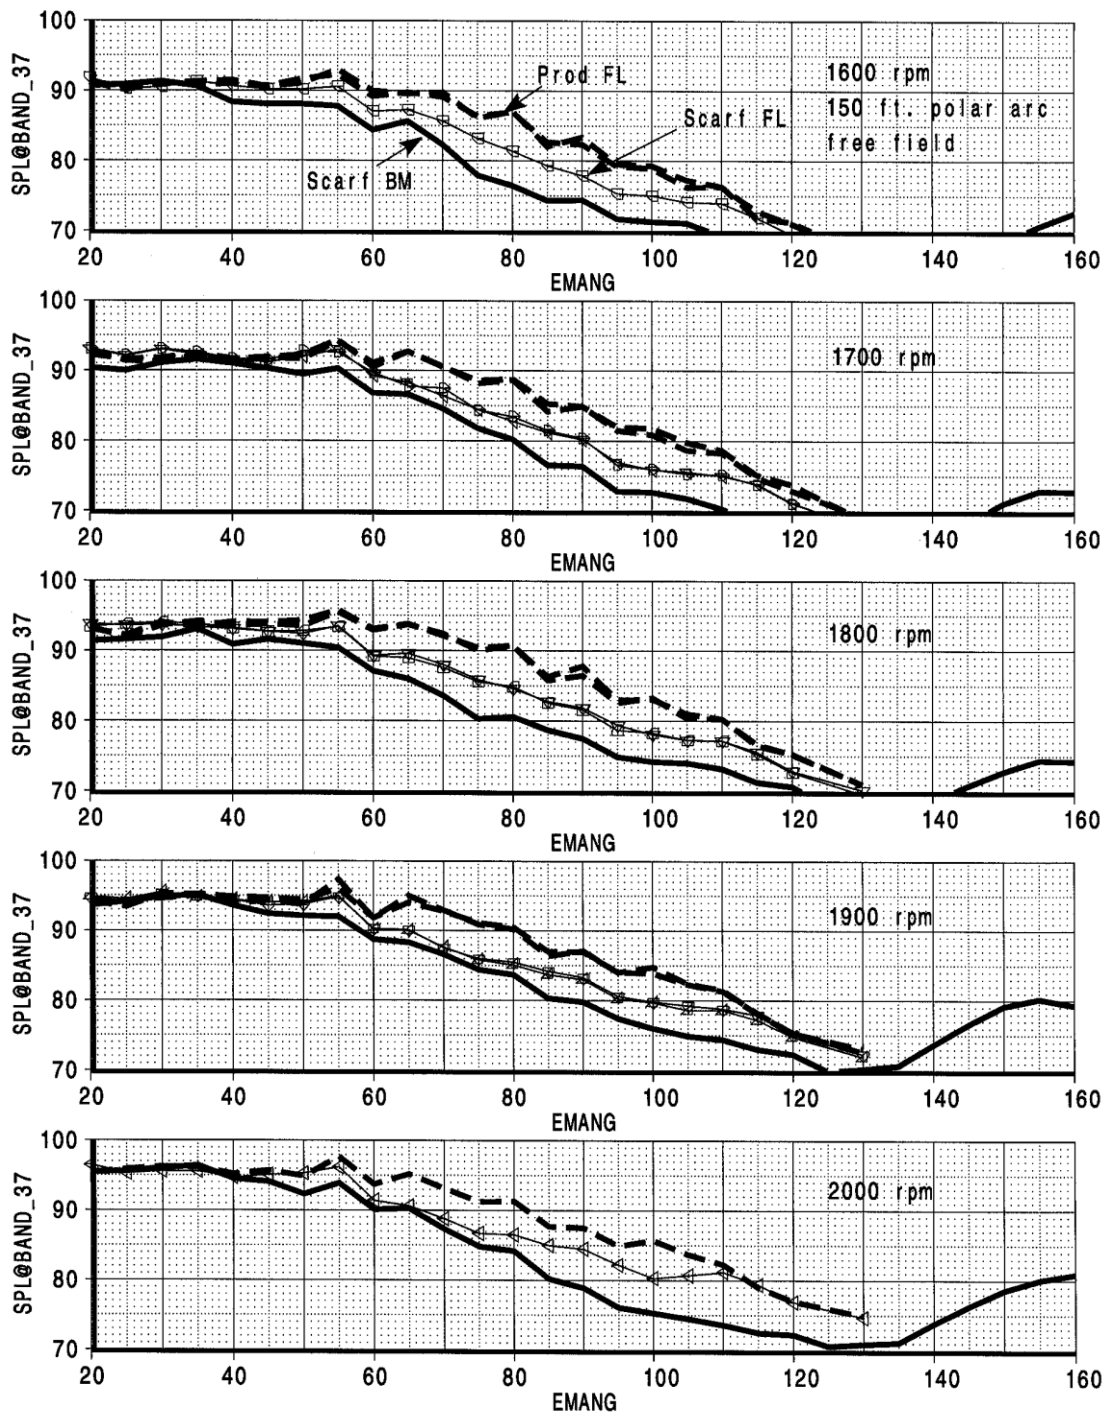 100
90
80
70
SPL@BAND_37
Prod FL
Scarf FL
Scarf BM
1600 rpm
150 ft. polar arc
free field
20 40 60 80 100 120 140 160
EMANG
100
90
80
70
SPL@BAND_37
1700 rpm
20 40 60 80 100 120 140 160
EMANG
100
90
80
70
SPL@BAND_37
1800 rpm
20 40 60 80 100 120 140 160
EMANG
100
90
80
70
SPL@BAND_37
1900 rpm
20 40 60 80 100 120 140 160
EMANG
100
90
80
70
SPL@BAND_37
2000 rpm
20 40 60 80 100 120 140 160
EMANG